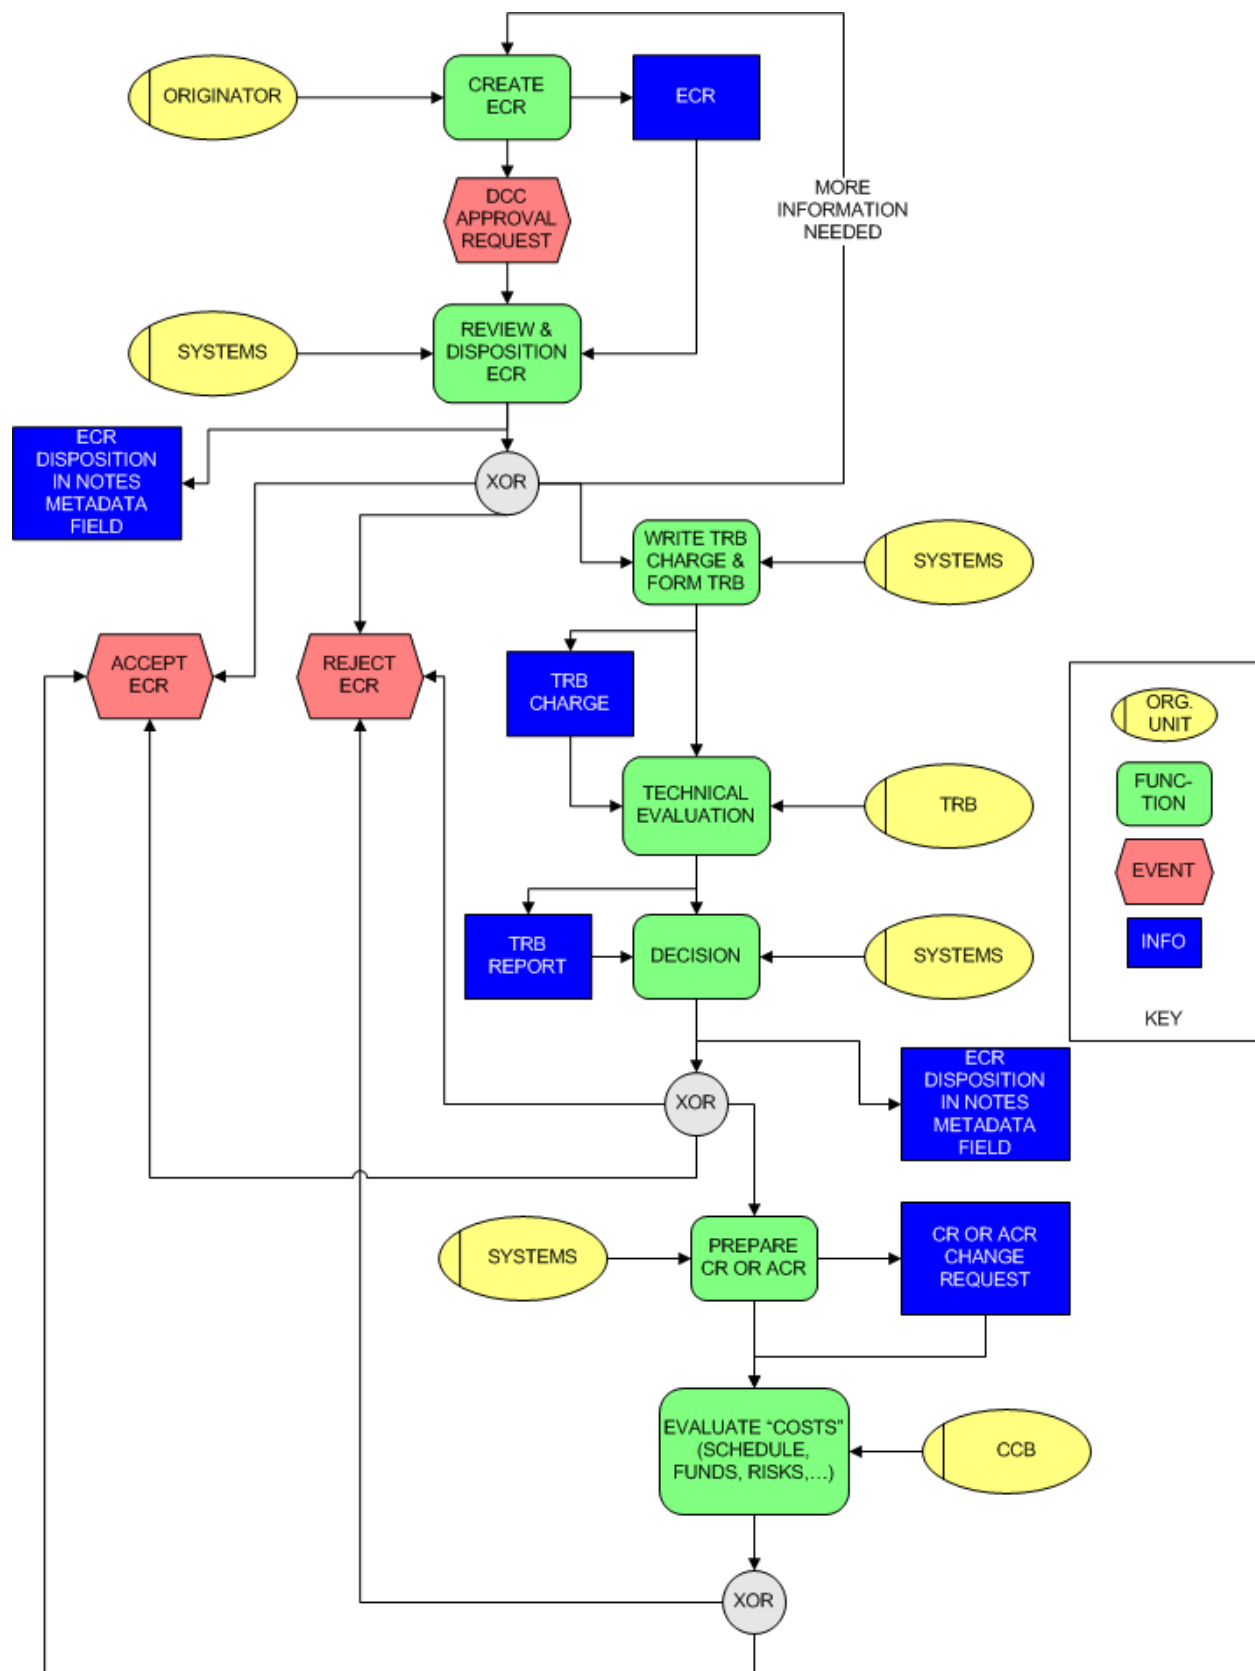 ORIGINATOR
CREATE
ECR
ECR
DCC
APPROVAL
REQUEST
MORE
INFORMATION
NEEDED
SYSTEMS
REVIEW &
DISPOSITION
ECR
ECR
DISPOSITION
IN NOTES
METADATA
FIELD
XOR
WRITE TRB
CHARGE &
FORM TRB
SYSTEMS
ACCEPT
ECR
REJECT
ECR
TRB
CHARGE
ORG.
UNIT
FUNC-
TION
EVENT
INFO
KEY
TECHNICAL
EVALUATION
TRB
TRB
REPORT
DECISION
SYSTEMS
XOR
ECR
DISPOSITION
IN NOTES
METADATA
FIELD
SYSTEMS
PREPARE
CR OR ACR
CR OR ACR
CHANGE
REQUEST
EVALUATE “COSTS”
(SCHEDULE,
FUNDS, RISKS,...)
CCB
XOR